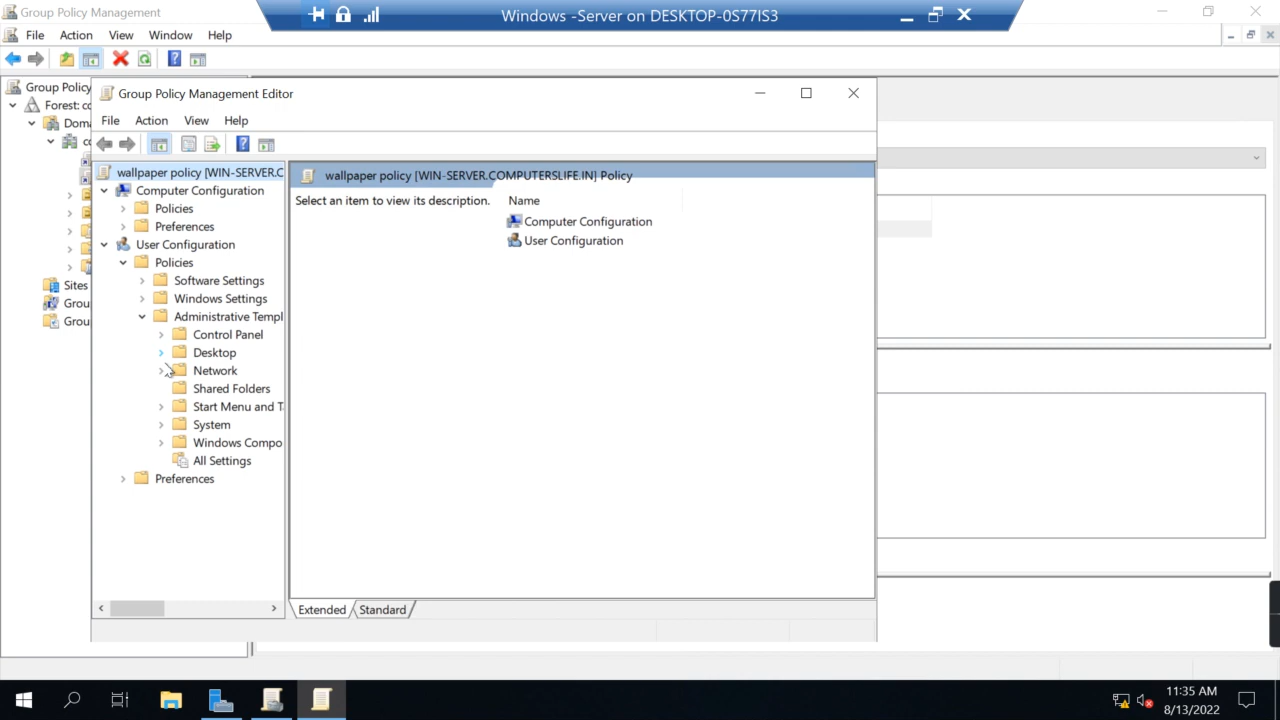 Group Policy Management
Windows -Server on DESKTOP-0S77IS3
File Action View Window Help
Group Policy
Forest: cc
Doma
Sites
Grou
Grou
Group Policy Management Editor
File Action View Help
wallpaper policy [WIN-SERVER.C
Computer Configuration
Policies
Preferences
User Configuration
Policies
Software Settings
Windows Settings
Administrative Templ
Control Panel
Desktop
Network
Shared Folders
Start Menu and T
System
Windows Compo
All Settings
Preferences
wallpaper policy [WIN-SERVER.COMPUTERSLIFE.IN] Policy
Select an item to view its description.
Name
Computer Configuration
User Configuration
Extended Standard
11:35 AM
8/13/2022